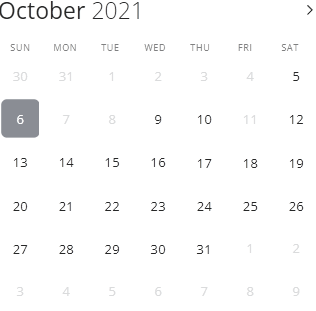 October 2021
SUN MON TUE WED THU FRI SAT
30 31 1 2 3 4 5
6 7 8 9 10 11 12
13 14 15 16 17 18 19
20 21 22 23 24 25 26
27 28 29 30 31 1 2
3 4 5 6 7 8 9